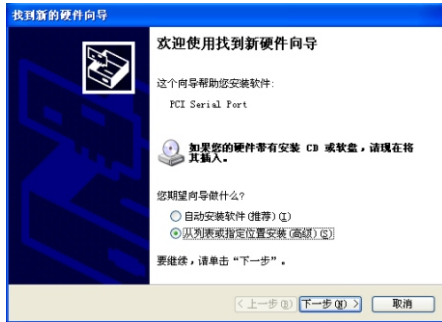 找到新的硬件向导
欢迎使用找到新硬件向导
这个向导帮助您安装软件:
PCI Serial Port
如果您的硬件带有安装 CD 或软盘，请现在将
其插入。
您期望向导做什么?
自动安装软件(推荐)(I)
从列表或指定位置安装(高级)(S)
要继续，请单击“下一步”。
< 上一步(B) 下一步(N) > 取消